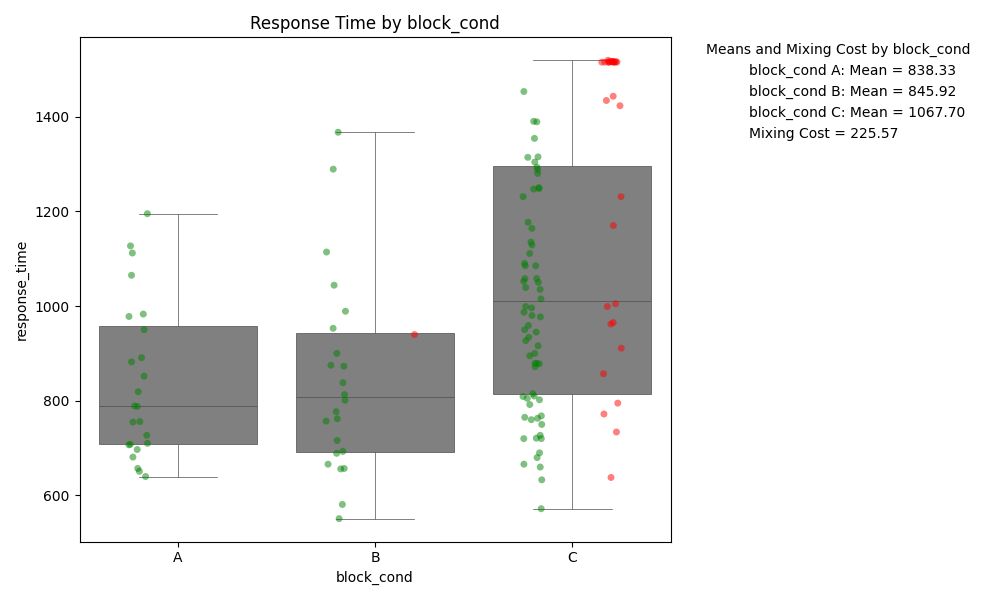 Response Time by block_cond
Means and Mixing Cost by block_cond
block_cond A: Mean = 838.33
block_cond B: Mean = 845.92
block_cond C: Mean = 1067.70
Mixing Cost = 225.57
response_time
1400
1200
1000
800
600
A B C
block_cond